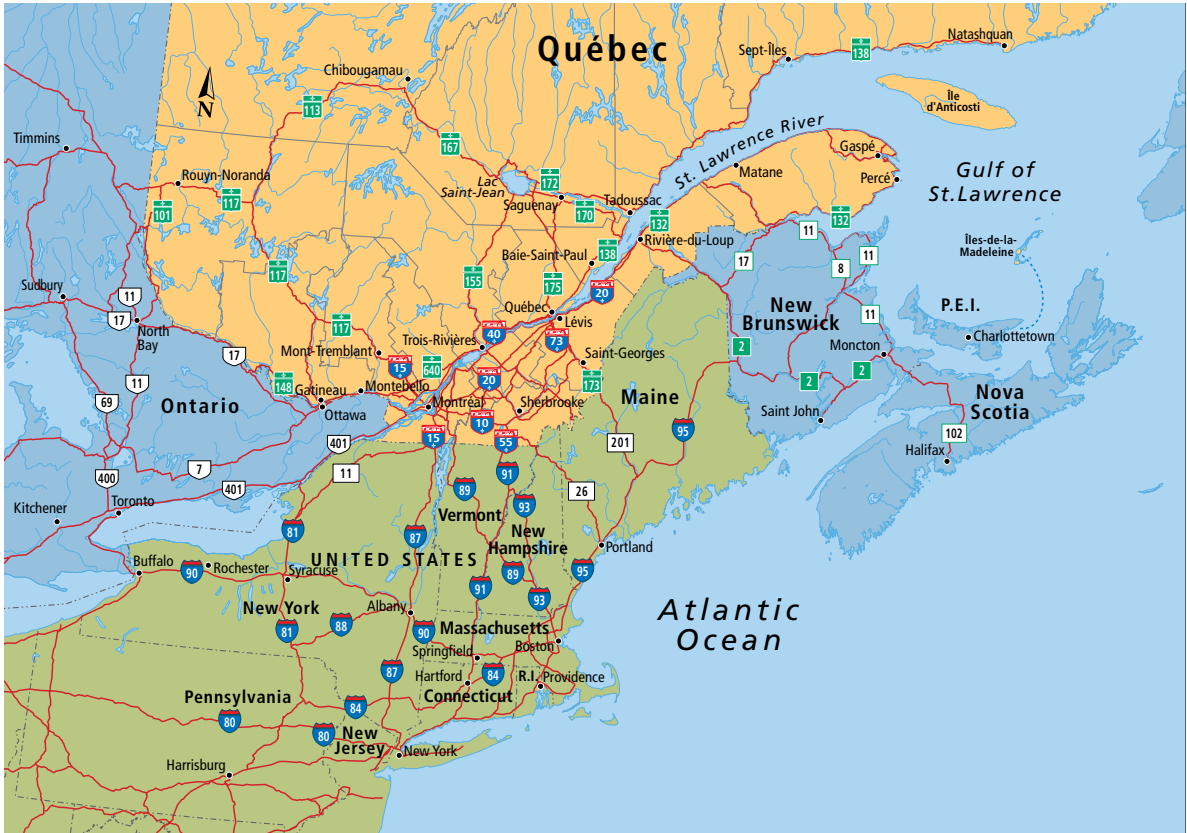 Natashquan
Québec
Sept-Îles
138
Chibougamau
Île
d'Anticosti
N
113
Timmins
167
St. Lawrence River
Gaspé
Matane
Gulf of
St.Lawrence
Percé
Rouyn-Noranda
Lac
Saint-Jean
172
Saguenay
Tadoussac
117
101
170
132
132
11
Rivière-du-Loup
Îles-de-la-
Madeleine
Baie-Saint-Paul
138
17
11
8
117
155
175
Sudbury
11
20
New
Brunswick
P.E.I.
Québec
Lévis
17
North
Bay
117
40
11
Charlottetown
Trois-Rivières
73
2
Moncton
Mont-Tremblant
17
15
640
Saint-Georges
11
148
Gatineau
Montebello
20
173
2
2
Maine
Nova
Scotia
69
Ontario
Ottawa
Montréal
Sherbrooke
Saint John
10
95
401
15
55
201
102
Halifax
7
11
91
400
401
89
26
Kitchener
Toronto
93
Vermont
81
87
New
Hampshire
Portland
UNITED STATES
Buffalo
90
Rochester
Syracuse
89
95
91
93
New York
Albany
Atlantic
Ocean
81
88
90
Massachusetts
Boston
Springfield
87
84
Hartford
R.I.
Providence
Pennsylvania
Connecticut
84
80
80
New
Jersey
New York
Harrisburg